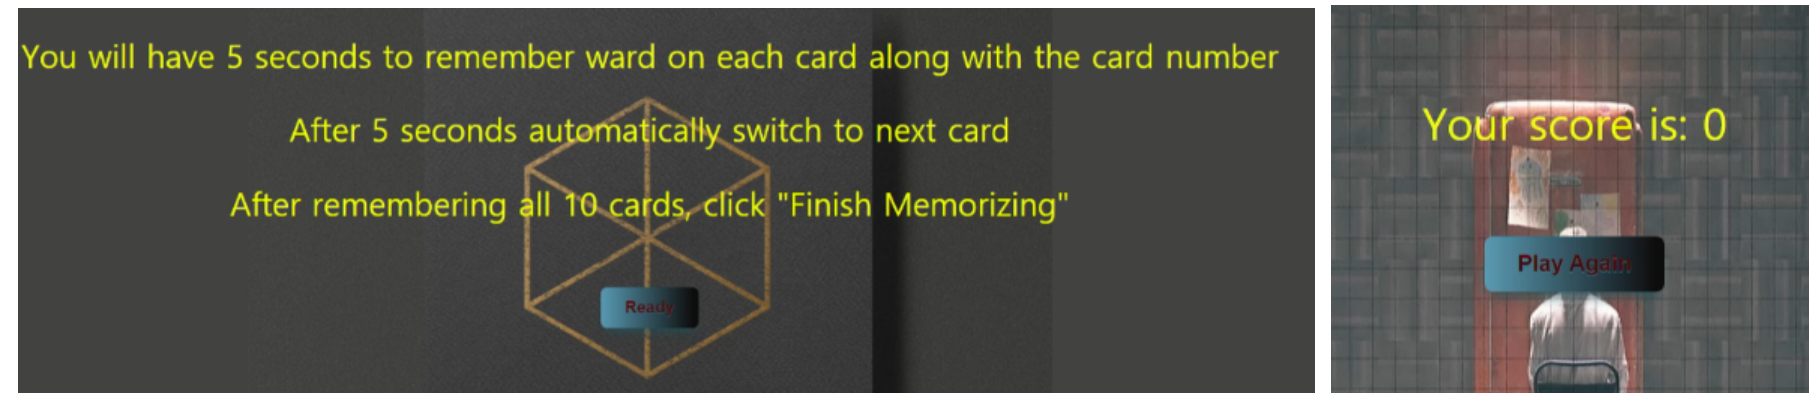 You will have 5 seconds to remember ward on each card along with the card number
After 5 seconds automatically switch to next card
After remembering all 10 cards, click "Finish Memorizing"
Ready
Your score is: 0
Play Again